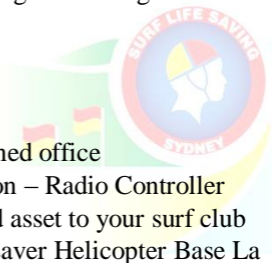 SURF LIFE SAVING
SYDNEY
ned office
on – Radio Controller
d asset to your surf club
aver Helicopter Base La